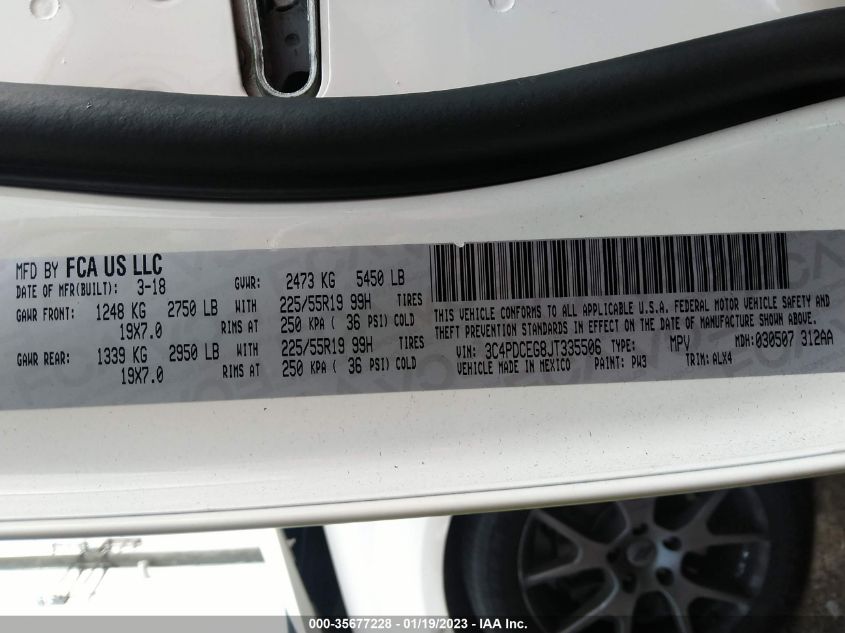 MFD BY FCA US LLC
DATE OF MFR(BUILT): 3-18 GVWR: 2473 KG 5450 LB
GAWR FRONT: 1248 KG 2750 LB WITH 225/55R19 99H TIRES
19X7.0 RIMS AT 250 KPA ( 36 PSI) COLD
GAWR REAR: 1339 KG 2950 LB WITH 225/55R19 99H TIRES
19X7.0 RIMS AT 250 KPA ( 36 PSI) COLD
THIS VEHICLE CONFORMS TO ALL APPLICABLE U.S.A. FEDERAL MOTOR VEHICLE SAFETY AND
THEFT PREVENTION STANDARDS IN EFFECT ON THE DATE OF MANUFACTURE SHOWN ABOVE.
VIN: 3C4PDCEG8JT335506 TYPE: MPV MDH:030507 312AA
VEHICLE MADE IN MEXICO PAINT: PW3 TRIM: ALX4
000-35677228 - 01/19/2023 - IAA Inc.